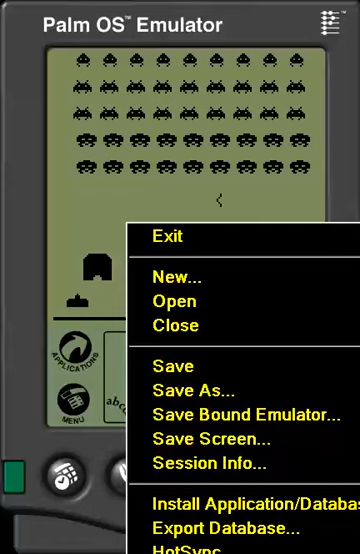 Palm OS™ Emulator
Exit
New...
Open
Close
Save
Save As...
Save Bound Emulator...
Save Screen...
Session Info...
Install Application/Databas
Export Database...
HotSync
APPLICATIONS
MENU
abc